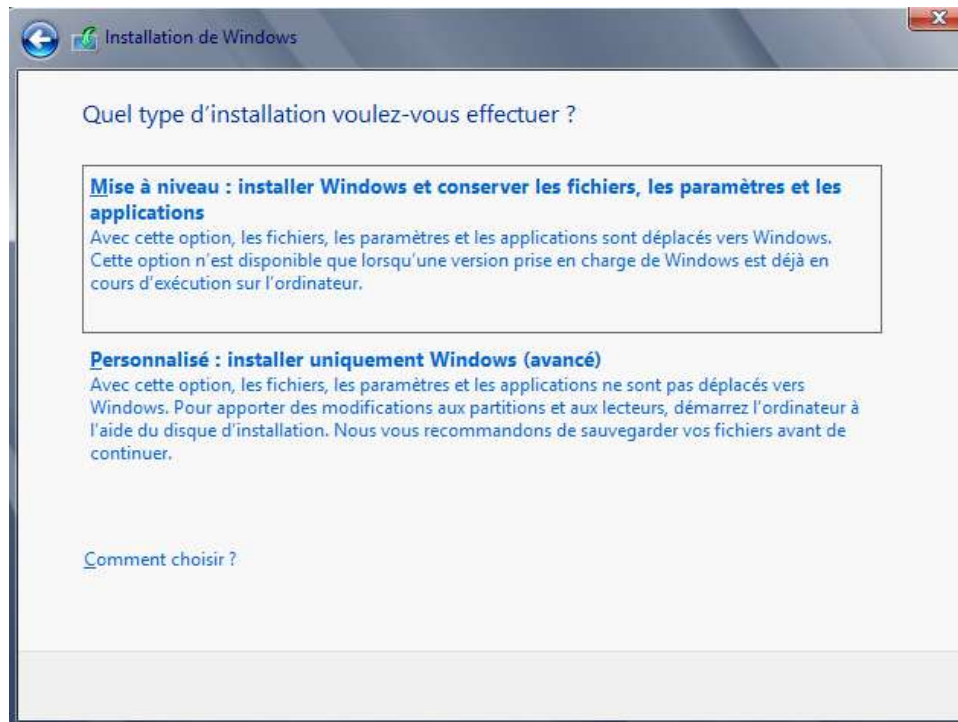 Installation de Windows
Quel type d'installation voulez-vous effectuer ?
Mise à niveau : installer Windows et conserver les fichiers, les paramètres et les
applications
Avec cette option, les fichiers, les paramètres et les applications sont déplacés vers Windows.
Cette option n'est disponible que lorsqu'une version prise en charge de Windows est déjà en
cours d'exécution sur l'ordinateur.
Personnalisé : installer uniquement Windows (avancé)
Avec cette option, les fichiers, les paramètres et les applications ne sont pas déplacés vers
Windows. Pour apporter des modifications aux partitions et aux lecteurs, démarrez l'ordinateur à
l'aide du disque d'installation. Nous vous recommandons de sauvegarder vos fichiers avant de
continuer.
Comment choisir ?